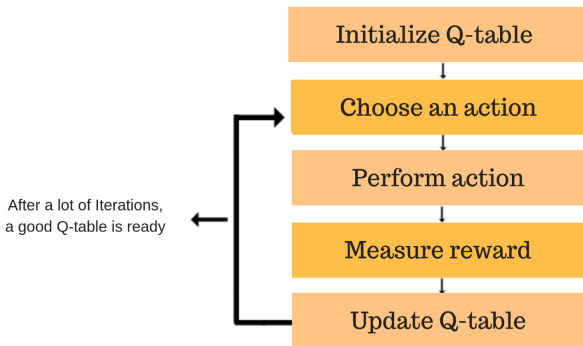 Initialize Q-table
Choose an action
Perform action
After a lot of Iterations,
a good Q-table is ready
Measure reward
Update Q-table